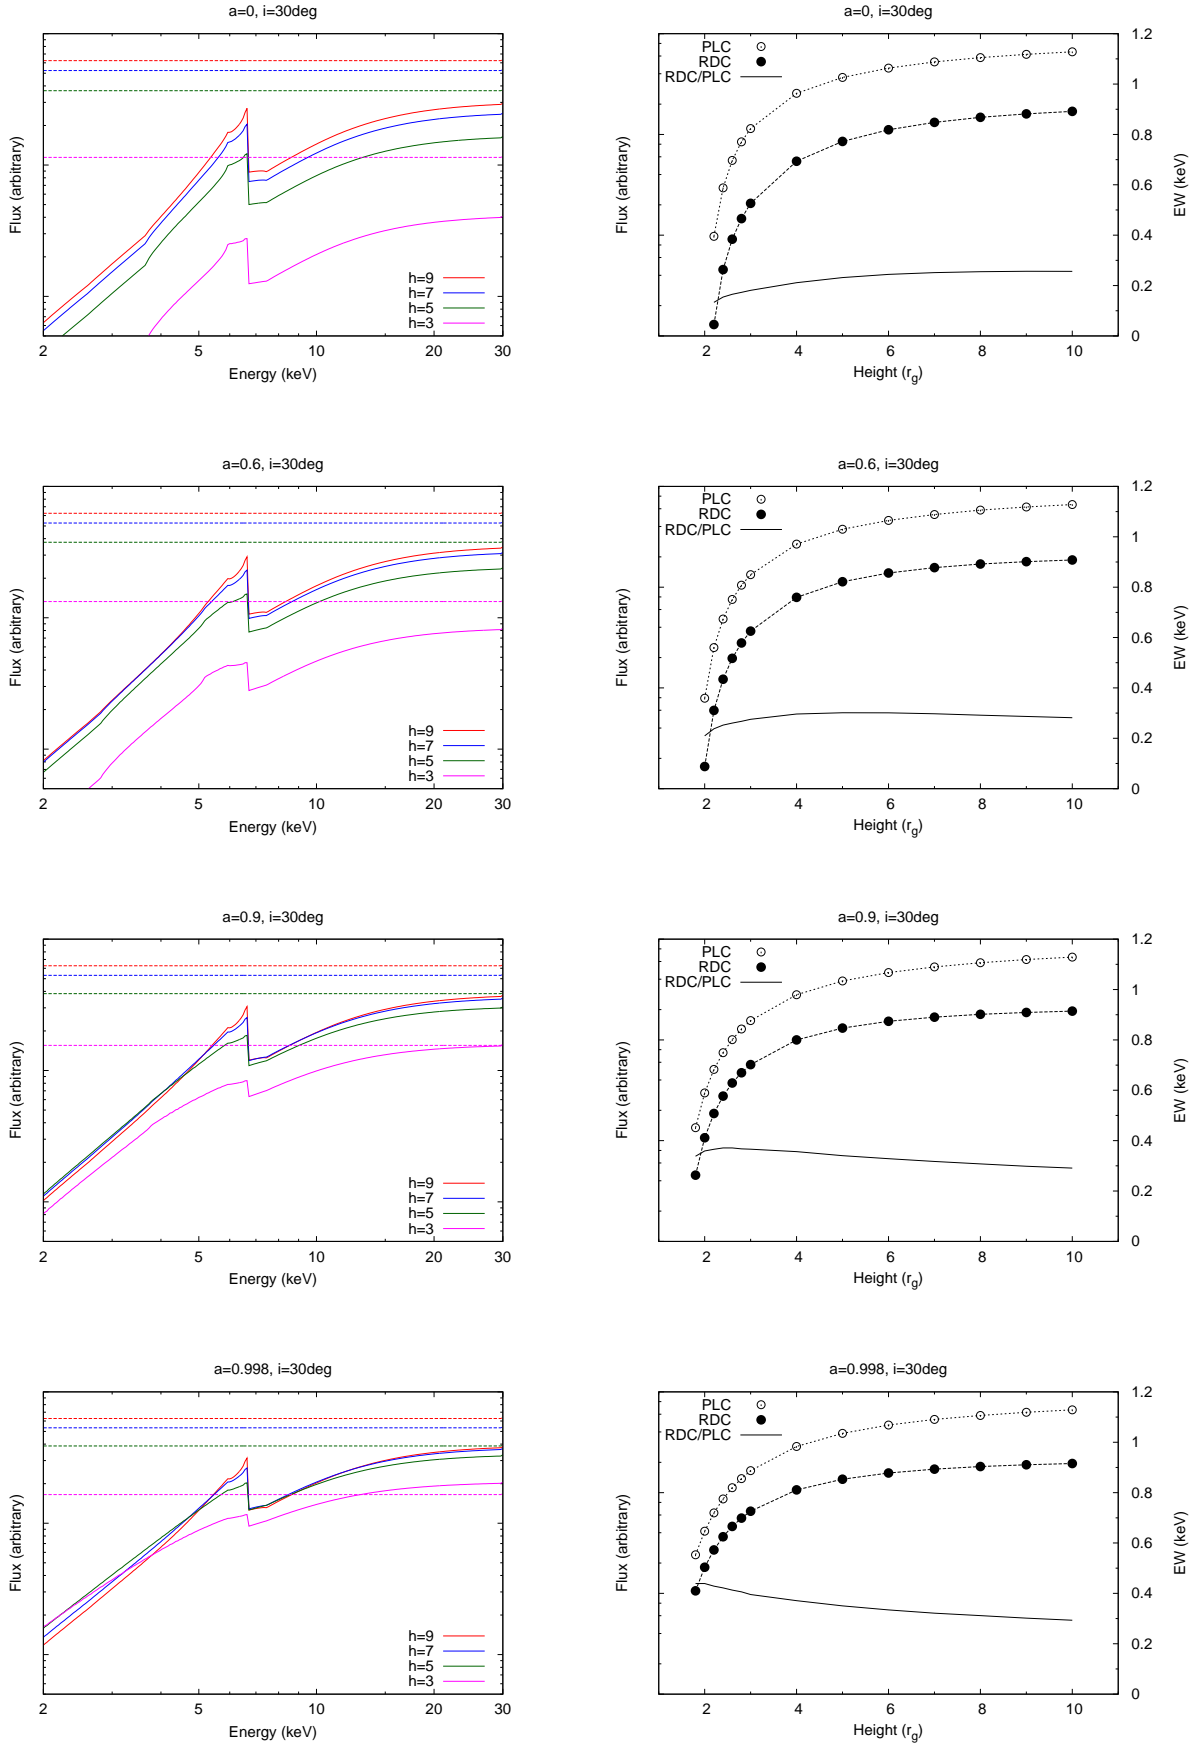 a=0, i=30deg
Flux (arbitrary)
h=9
h=7
h=5
h=3
2 5 10 20 30
Energy (keV)
a=0, i=30deg
PLC
RDC
RDC/PLC
Flux (arbitrary)
1.2
1
0.8
0.6
0.4
0.2
0
EW (keV)
2 4 6 8 10
Height (r_g)
a=0.6, i=30deg
Flux (arbitrary)
h=9
h=7
h=5
h=3
2 5 10 20 30
Energy (keV)
a=0.6, i=30deg
PLC
RDC
RDC/PLC
Flux (arbitrary)
1.2
1
0.8
0.6
0.4
0.2
0
EW (keV)
2 4 6 8 10
Height (r_g)
a=0.9, i=30deg
Flux (arbitrary)
h=9
h=7
h=5
h=3
2 5 10 20 30
Energy (keV)
a=0.9, i=30deg
PLC
RDC
RDC/PLC
Flux (arbitrary)
1.2
1
0.8
0.6
0.4
0.2
0
EW (keV)
2 4 6 8 10
Height (r_g)
a=0.998, i=30deg
Flux (arbitrary)
h=9
h=7
h=5
h=3
2 5 10 20 30
Energy (keV)
a=0.998, i=30deg
PLC
RDC
RDC/PLC
Flux (arbitrary)
1.2
1
0.8
0.6
0.4
0.2
0
EW (keV)
2 4 6 8 10
Height (r_g)